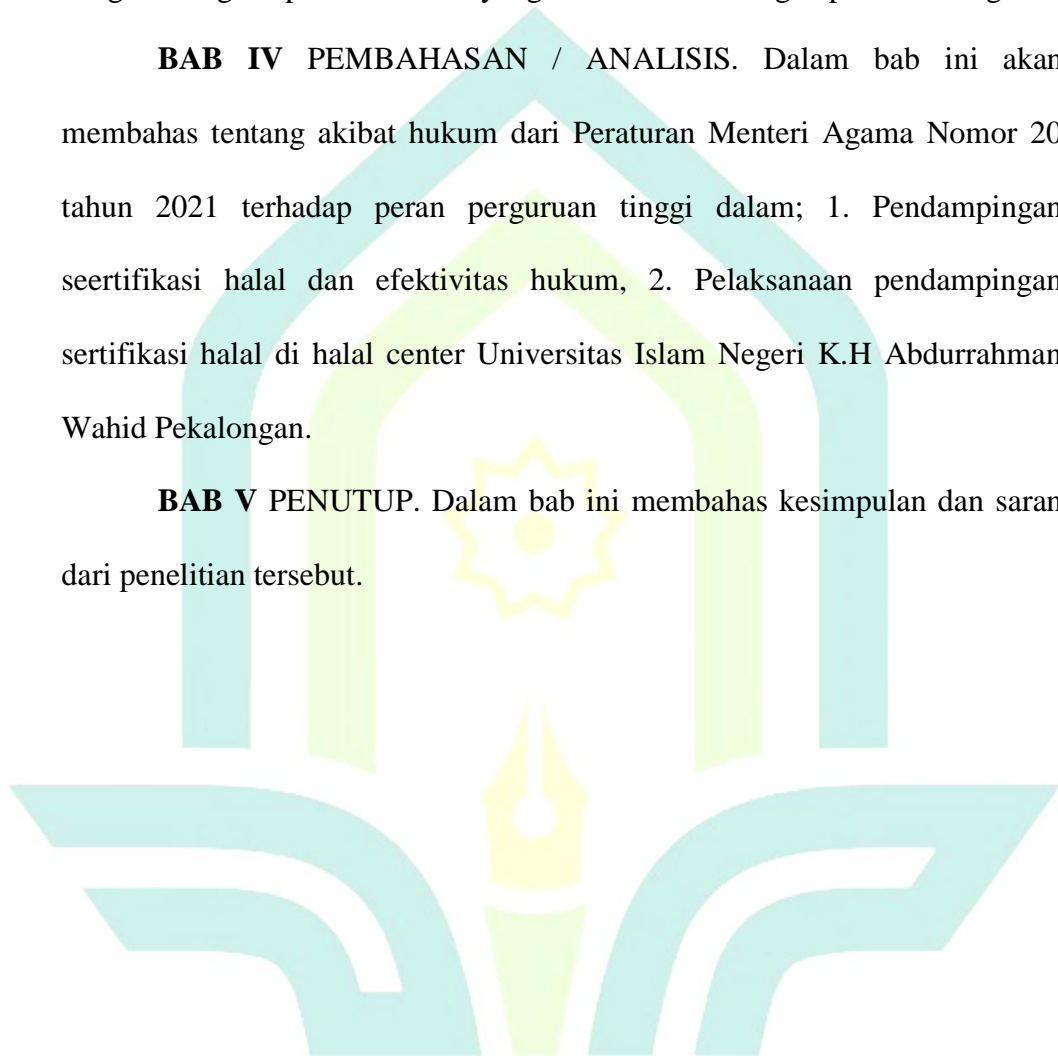 BAB IV PEMBAHASAN / ANALISIS. Dalam bab ini akan
membahas tentang akibat hukum dari Peraturan Menteri Agama Nomor 20
tahun 2021 terhadap peran perguruan tinggi dalam; 1. Pendampingan
seertifikasi halal dan efektivitas hukum, 2. Pelaksanaan pendampingan
sertifikasi halal di halal center Universitas Islam Negeri K.H Abdurrahman
Wahid Pekalongan.
BAB V PENUTUP. Dalam bab ini membahas kesimpulan dan saran
dari penelitian tersebut.